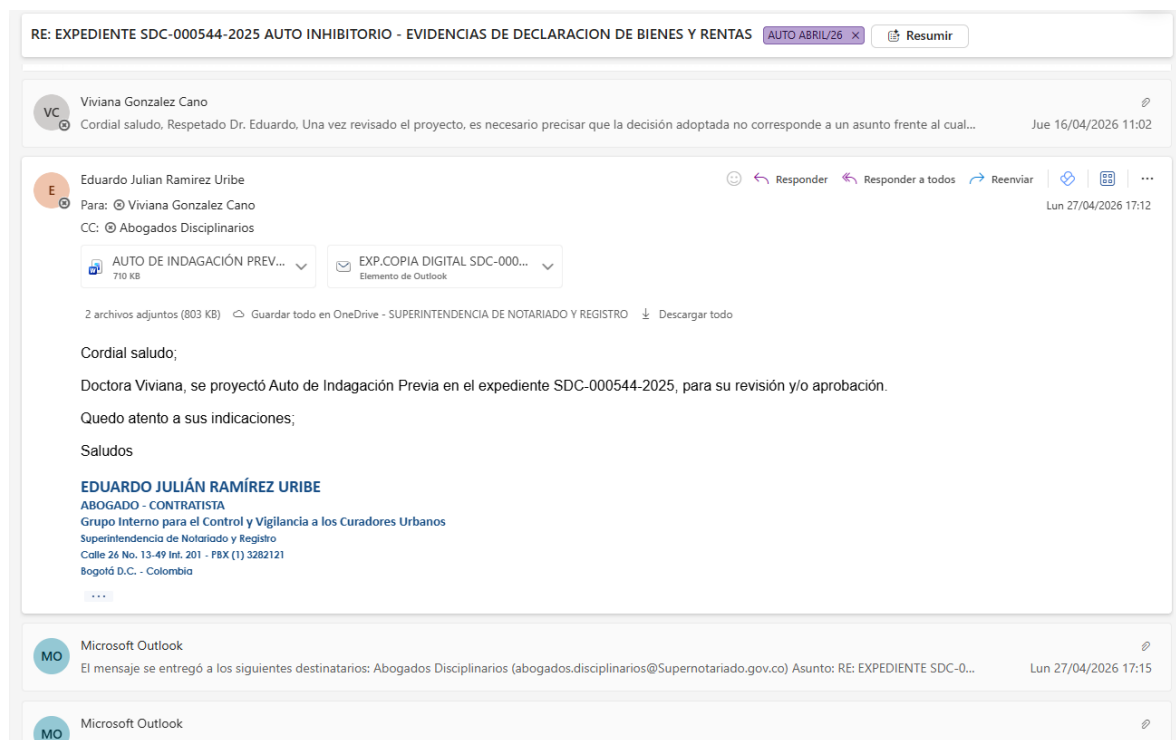 RE: EXPEDIENTE SDC-000544-2025 AUTO INHIBITORIO - EVIDENCIAS DE DECLARACION DE BIENES Y RENTAS AUTO ABRIL/26 × Resumir
VC
Viviana Gonzalez Cano
Cordial saludo, Respetado Dr. Eduardo, Una vez revisado el proyecto, es necesario precisar que la decisión adoptada no corresponde a un asunto frente al cual... Jue 16/04/2026 11:02
E
Eduardo Julian Ramirez Uribe Responder Responder a todos Reenviar ...
Para: Viviana Gonzalez Cano Lun 27/04/2026 17:12
CC: Abogados Disciplinarios
AUTO DE INDAGACIÓN PREV... EXP.COPIA DIGITAL SDC-000...
710 KB Elemento de Outlook
2 archivos adjuntos (803 KB) Guardar todo en OneDrive - SUPERINTENDENCIA DE NOTARIADO Y REGISTRO Descargar todo
Cordial saludo;
Doctora Viviana, se proyectó Auto de Indagación Previa en el expediente SDC-000544-2025, para su revisión y/o aprobación.
Quedo atento a sus indicaciones;
Saludos
EDUARDO JULIÁN RAMÍREZ URIBE
ABOGADO - CONTRATISTA
Grupo Interno para el Control y Vigilancia a los Curadores Urbanos
Superintendencia de Notariado y Registro
Calle 26 No. 13-49 Int. 201 - PBX (1) 3282121
Bogotá D.C. - Colombia
...
MO
Microsoft Outlook
El mensaje se entregó a los siguientes destinatarios: Abogados Disciplinarios (abogados.disciplinarios@Supernotariado.gov.co) Asunto: RE: EXPEDIENTE SDC-0... Lun 27/04/2026 17:15
MO
Microsoft Outlook